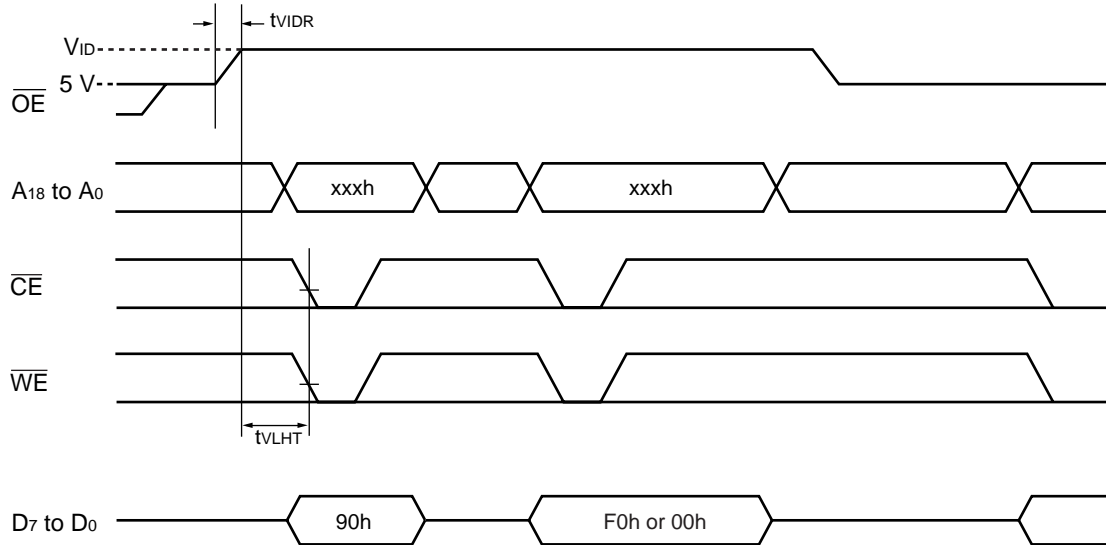 tVIDR
VID
5 V
OE
A18 to A0
xxxh
xxxh
CE
WE
tVLHT
D7 to D0
90h
F0h or 00h